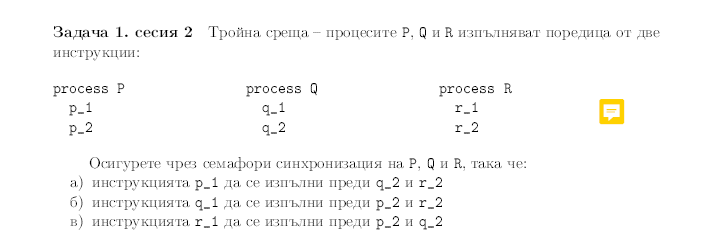 Задача 1. сесия 2 Тройна среща – процесите P, Q и R изпълняват поредица от две
инструкции:
process P process Q process R
p_1 q_1 r_1
p_2 q_2 r_2
Осигурете чрез семафори синхронизация на P, Q и R, така че:
а) инструкцията p_1 да се изпълни преди q_2 и r_2
б) инструкцията q_1 да се изпълни преди p_2 и r_2
в) инструкцията r_1 да се изпълни преди p_2 и q_2